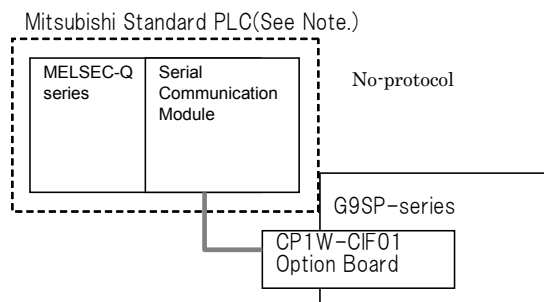 Mitsubishi Standard PLC(See Note.)
MELSEC-Q
series
Serial
Communication
Module
No-protocol
G9SP-series
CP1W-CIF01
Option Board